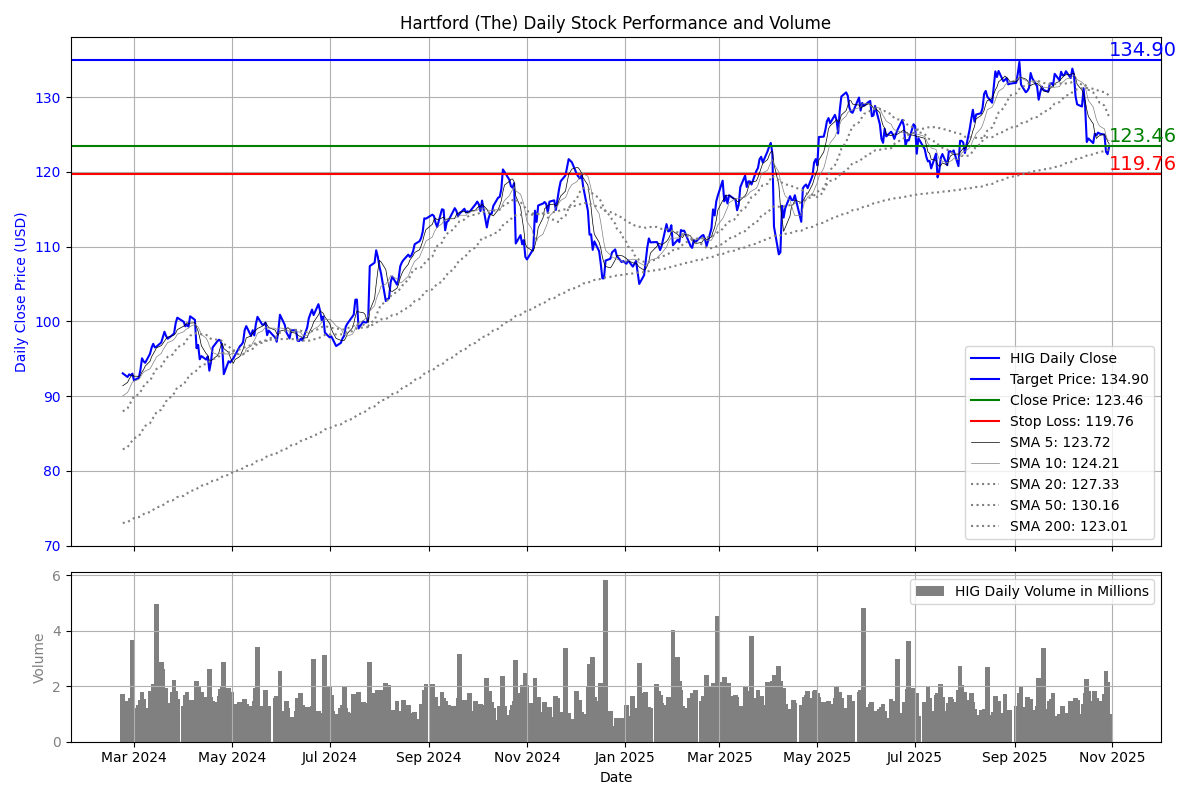 Hartford (The) Daily Stock Performance and Volume
134.90
130
123.46
120
119.76
110
100
90
80
70
Daily Close Price (USD)
HIG Daily Close
Target Price: 134.90
Close Price: 123.46
Stop Loss: 119.76
SMA 5: 123.72
SMA 10: 124.21
SMA 20: 127.33
SMA 50: 130.16
SMA 200: 123.01
6
4
2
0
Volume
HIG Daily Volume in Millions
Mar 2024 May 2024 Jul 2024 Sep 2024 Nov 2024 Jan 2025 Mar 2025 May 2025 Jul 2025 Sep 2025 Nov 2025
Date